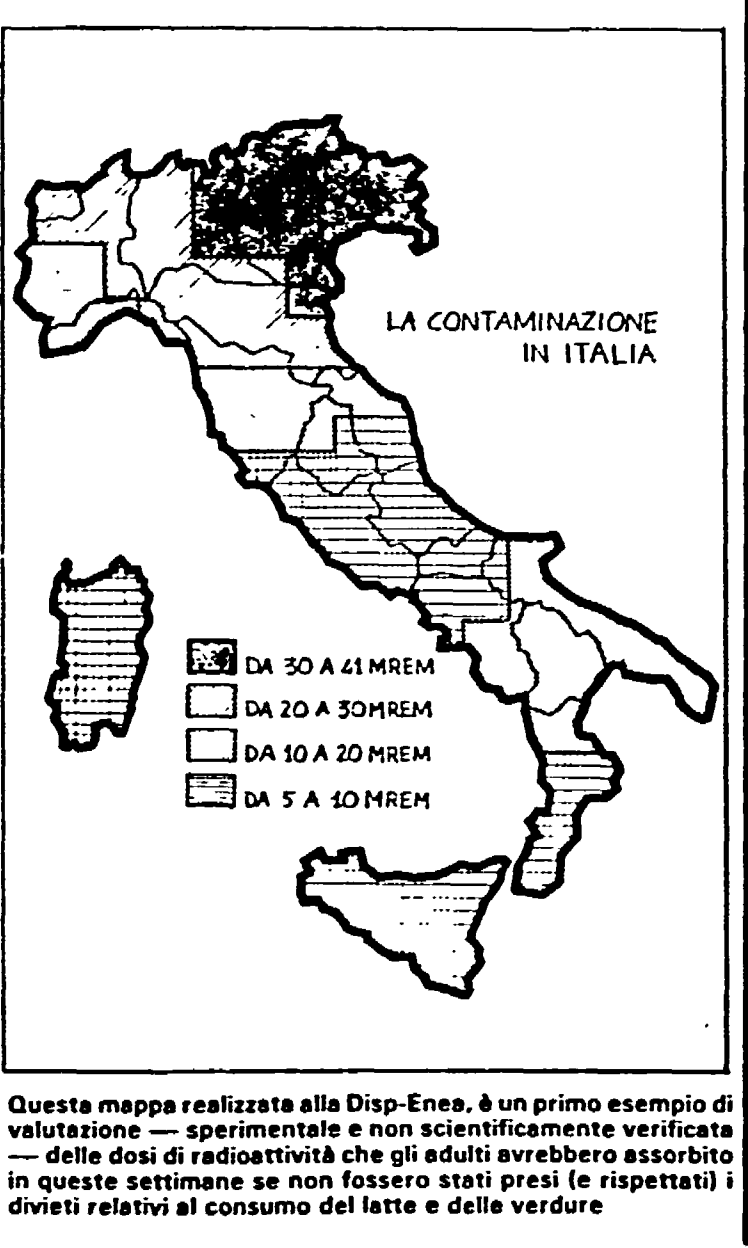 LA CONTAMINAZIONE
IN ITALIA
DA 30 A 41 MREM
DA 20 A 30 MREM
DA 10 A 20 MREM
DA 5 A 10 MREM
Questa mappa realizzata alla Disp-Enea, è un primo esempio di
valutazione — sperimentale e non scientificamente verificata
— delle dosi di radioattività che gli adulti avrebbero assorbito
in queste settimane se non fossero stati presi (e rispettati) i
divieti relativi al consumo del latte e delle verdure